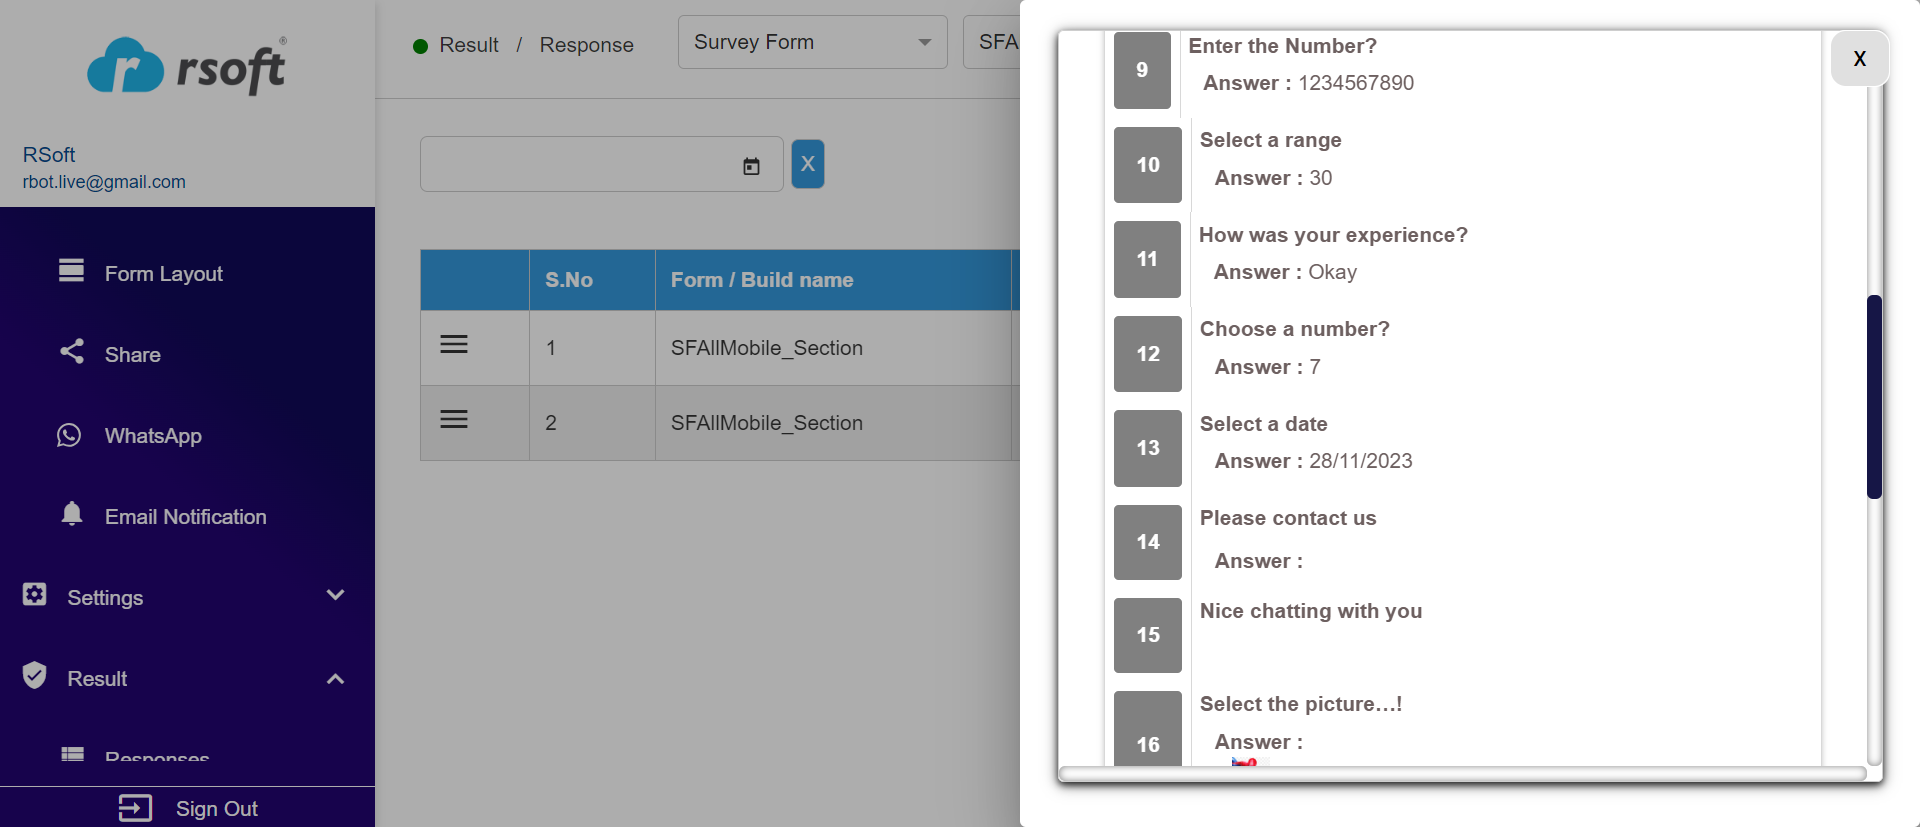 rsoft®
RSoft
rbot.live@gmail.com
Form Layout
Share
WhatsApp
Email Notification
Settings
Result
Responses
Sign Out
Result / Response
Survey Form
SFA
X
S.No
Form / Build name
1
SFAllMobile_Section
2
SFAllMobile_Section
X
9
Enter the Number?
Answer : 1234567890
10
Select a range
Answer : 30
11
How was your experience?
Answer : Okay
12
Choose a number?
Answer : 7
13
Select a date
Answer : 28/11/2023
14
Please contact us
Answer :
15
Nice chatting with you
16
Select the picture...!
Answer :